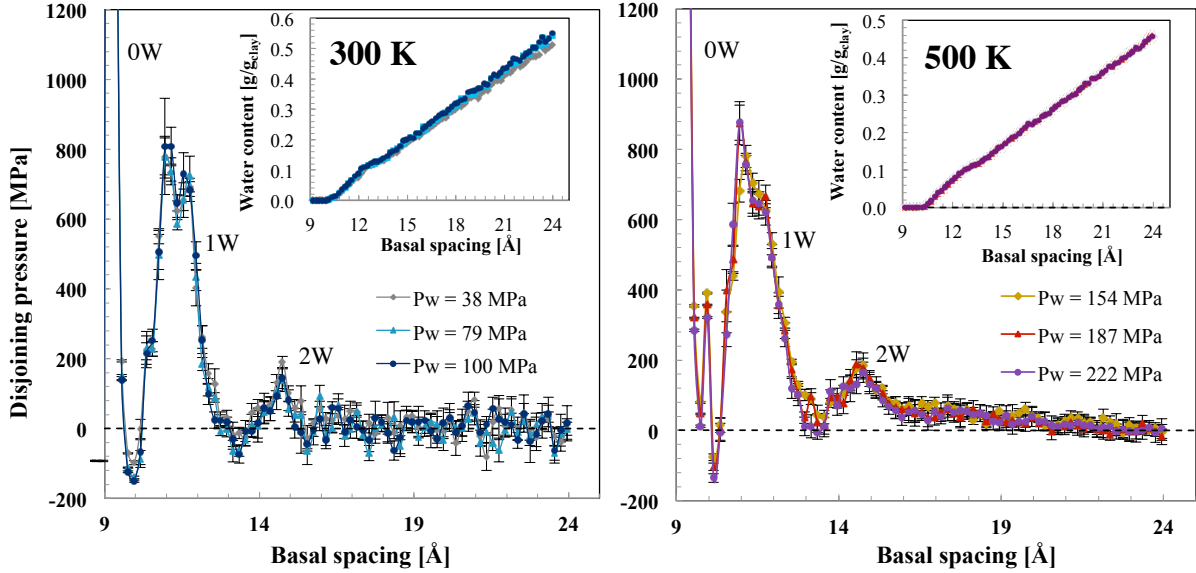 1200
1000
800
600
400
200
0
-200
Disjoining pressure [MPa]
9
14
19
24
Basal spacing [Å]
0W
1W
2W
300 K
0.6
0.5
0.4
0.3
0.2
0.1
0.0
Water content [g/gclay]
9
12
15
18
21
24
Basal spacing [Å]
Pw = 38 MPa
Pw = 79 MPa
Pw = 100 MPa
1200
1000
800
600
400
200
0
-200
9
14
19
24
Basal spacing [Å]
0W
1W
2W
500 K
0.5
0.4
0.3
0.2
0.1
0.0
Water content [g/gclay]
9
12
15
18
21
24
Basal spacing [Å]
Pw = 154 MPa
Pw = 187 MPa
Pw = 222 MPa